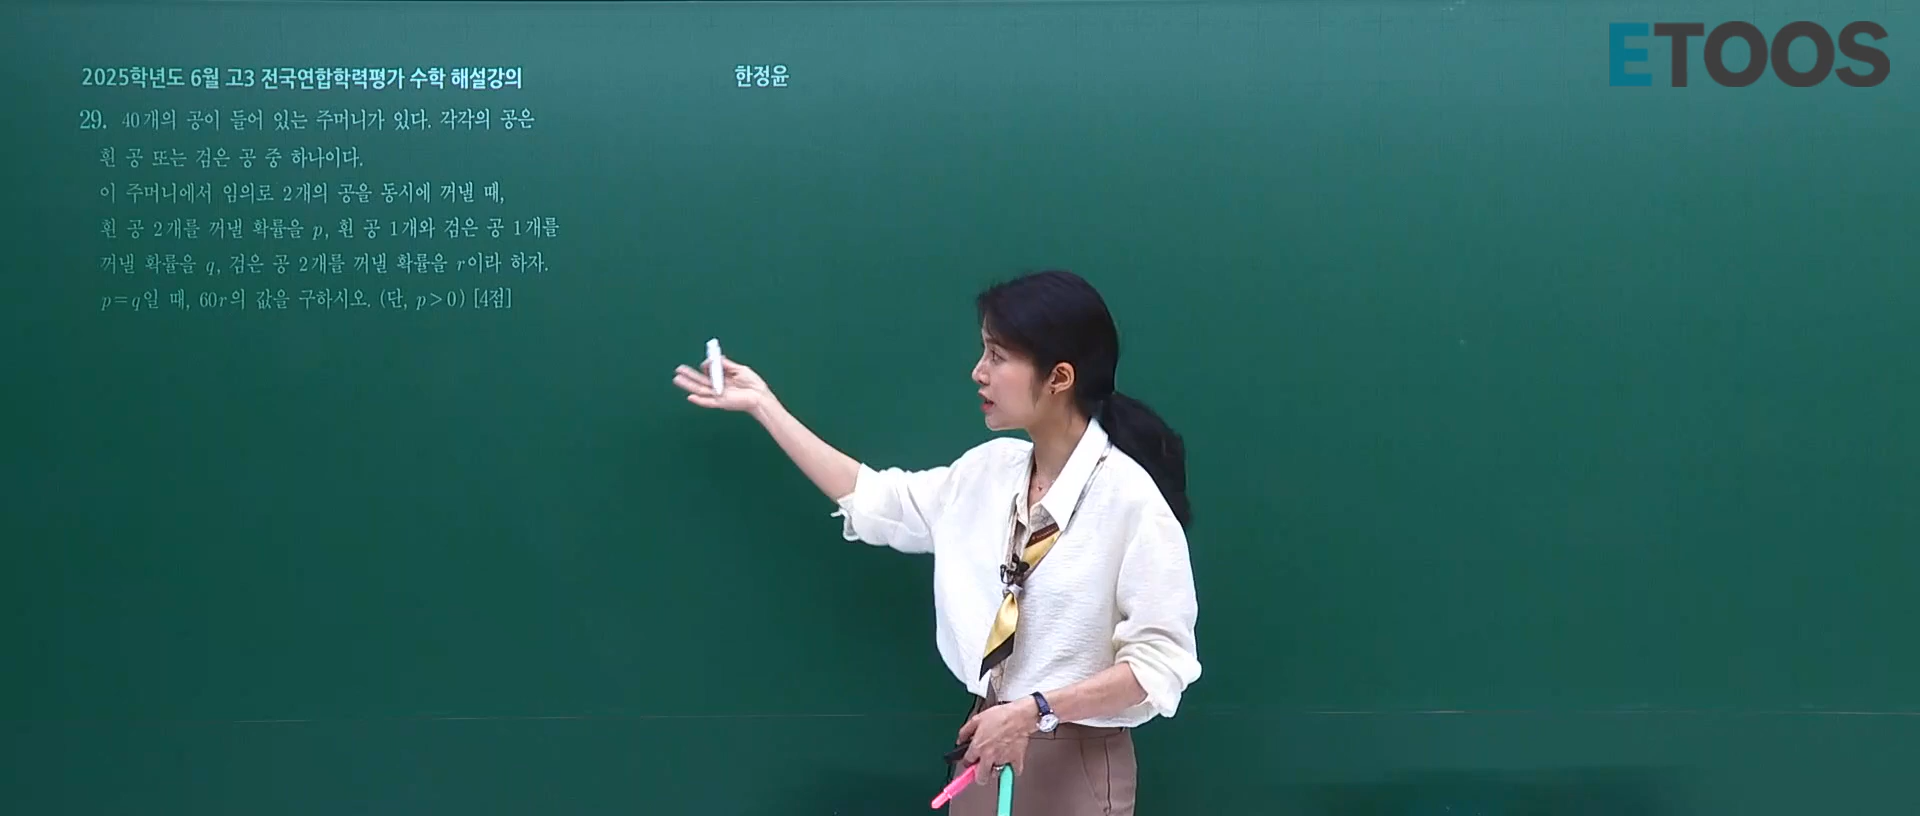 ETOOS
2025학년도 6월 고3 전국연합학력평가 수학 해설강의
한정윤
29. 40개의 공이 들어 있는 주머니가 있다. 각각의 공은
흰 공 또는 검은 공 중 하나이다.
이 주머니에서 임의로 2개의 공을 동시에 꺼낼 때,
흰 공 2개를 꺼낼 확률을 p, 흰 공 1개와 검은 공 1개를
꺼낼 확률을 q, 검은 공 2개를 꺼낼 확률을 r이라 하자.
p=q일 때, 60r의 값을 구하시오. (단, p>0) [4점]